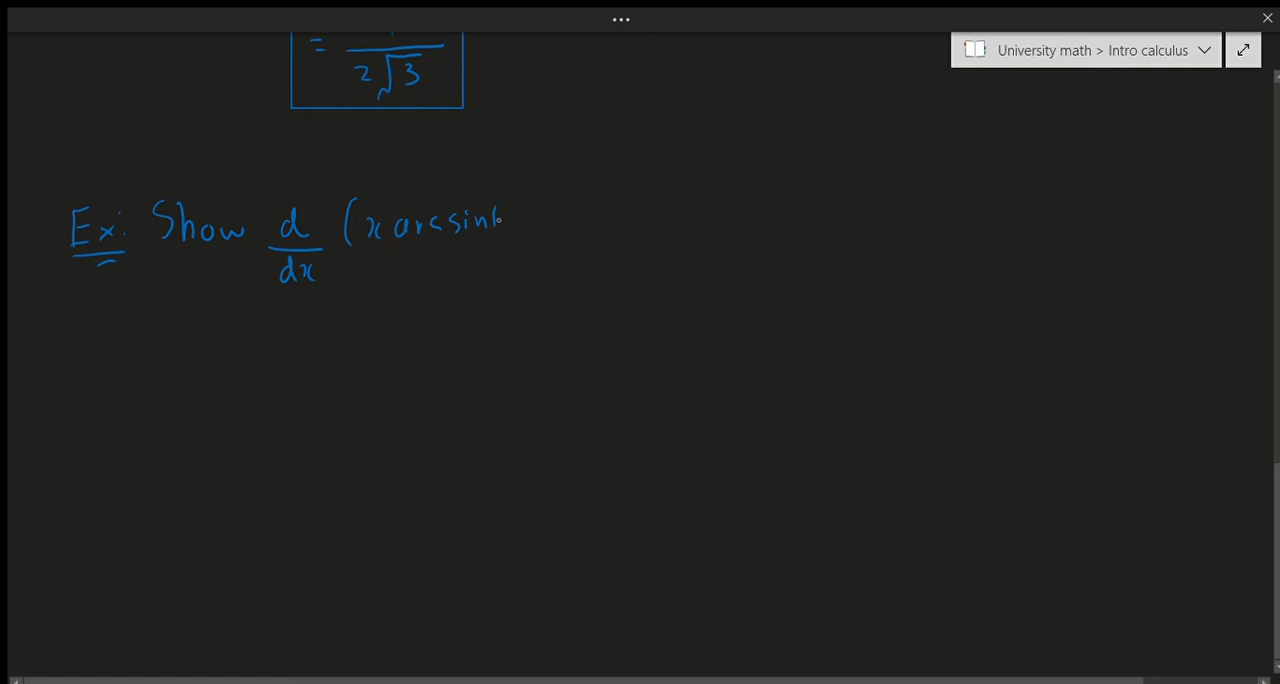 •••
University math > Intro calculus
= 
2√3
Ex: Show d/dx (x arcsin(